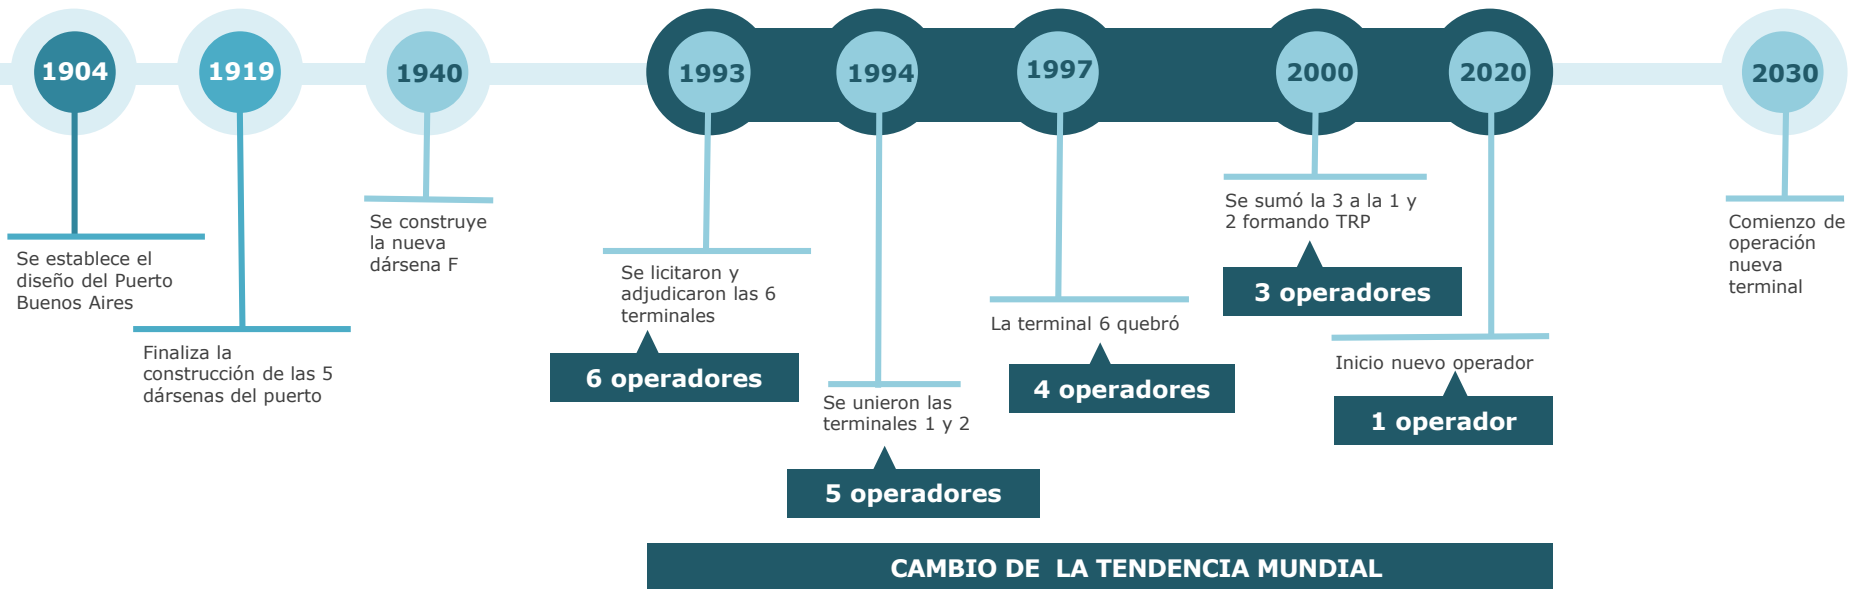 1904
1919
1940
1993
1994
1997
2000
2020
2030
Se establece el
diseño del Puerto
Buenos Aires
Finaliza la
construcción de las 5
dársenas del puerto
Se construye
la nueva
dársena F
Se licitaron y
adjudicaron las 6
terminales
6 operadores
Se unieron las
terminales 1 y 2
5 operadores
La terminal 6 quebró
4 operadores
Se sumó la 3 a la 1 y
2 formando TRP
3 operadores
Inicio nuevo operador
1 operador
Comienzo de
operación
nueva
terminal
CAMBIO DE LA TENDENCIA MUNDIAL